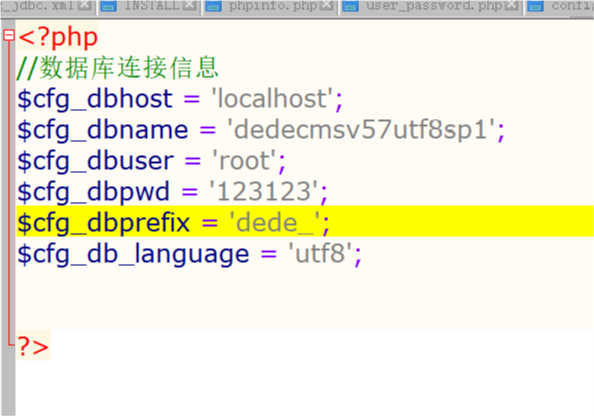 _jdbc.xml INSTALL phpinfo.php user_password.php config
<?php
//数据库连接信息
$cfg_dbhost = 'localhost';
$cfg_dbname = 'dedecmsv57utf8sp1';
$cfg_dbuser = 'root';
$cfg_dbpwd = '123123';
$cfg_dbprefix = 'dede_';
$cfg_db_language = 'utf8';
?>